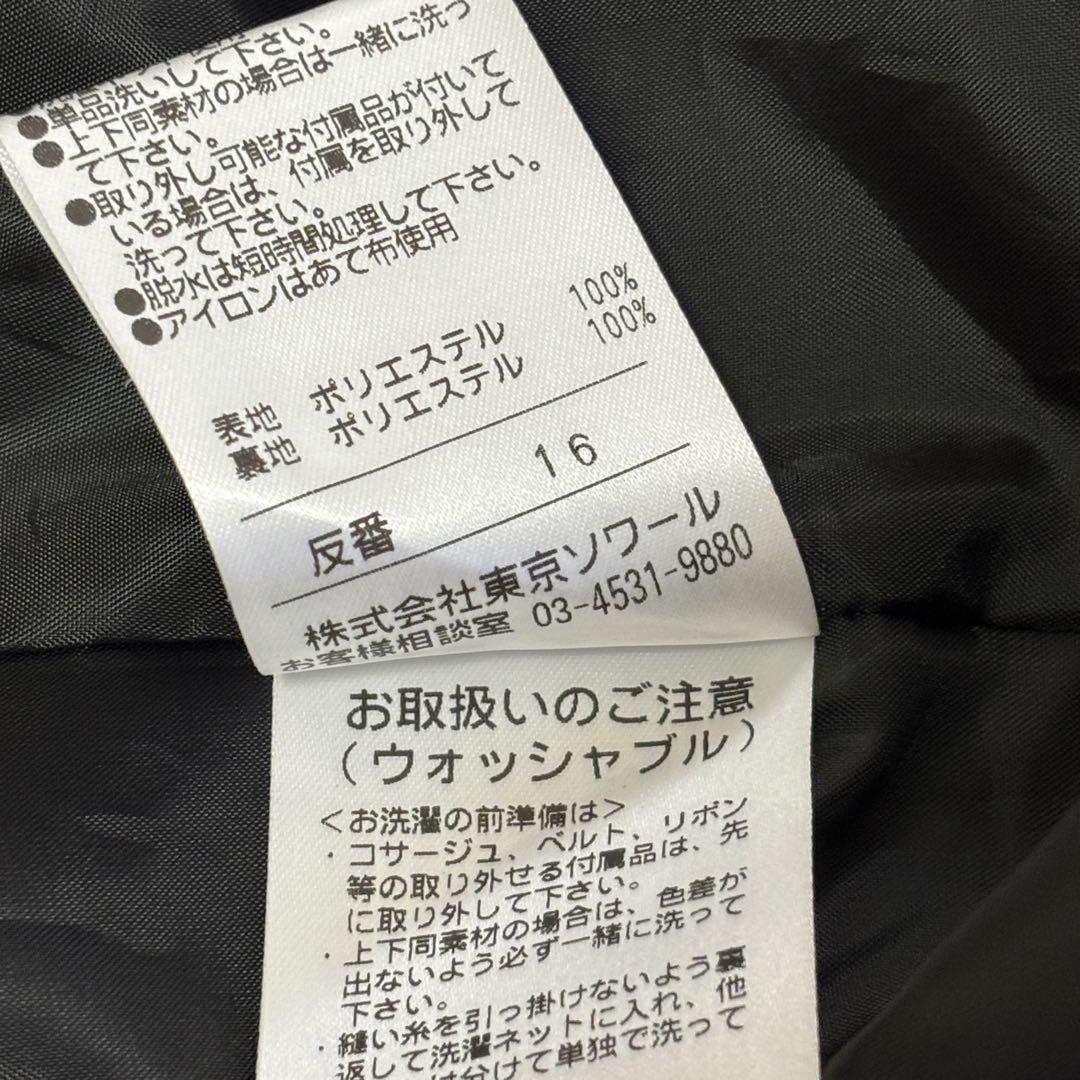 ●単品洗いして下さい。
●上下同素材の場合は一緒に洗っ
て下さい。
●取り外し可能な付属品が付いて
いる場合は、付属を取り外して
洗って下さい。
●脱水は短時間処理して下さい。
●アイロンはあて布使用
表地 ポリエステル 100%
裏地 ポリエステル 100%
反番 16
株式会社東京ソワール
お客様相談室 03-4531-9880
お取扱いのご注意
(ウォッシャブル)
<お洗濯の前準備は>
・コサージュ、ベルト、リボン
等の取り外せる付属品は、先
に取り外して下さい。
・上下同素材の場合は、色差が
出ないよう必ず一緒に洗って
下さい。
・縫い糸を引っ掛けないよう裏
返して洗濯ネットに入れ、他
分けて単独で洗って